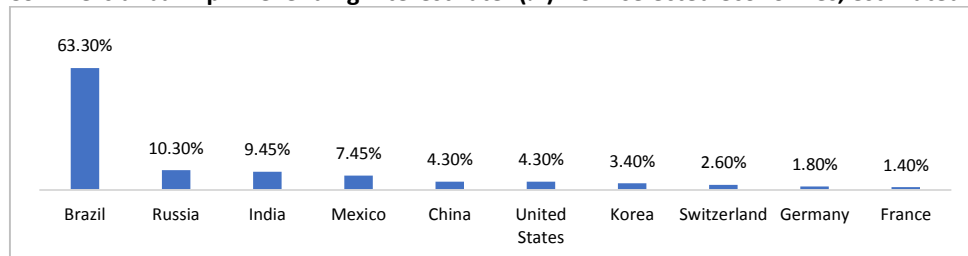 63.30%
10.30% 9.45% 7.45% 4.30% 4.30% 3.40% 2.60% 1.80% 1.40%
Brazil Russia India Mexico China United States Korea Switzerland Germany France